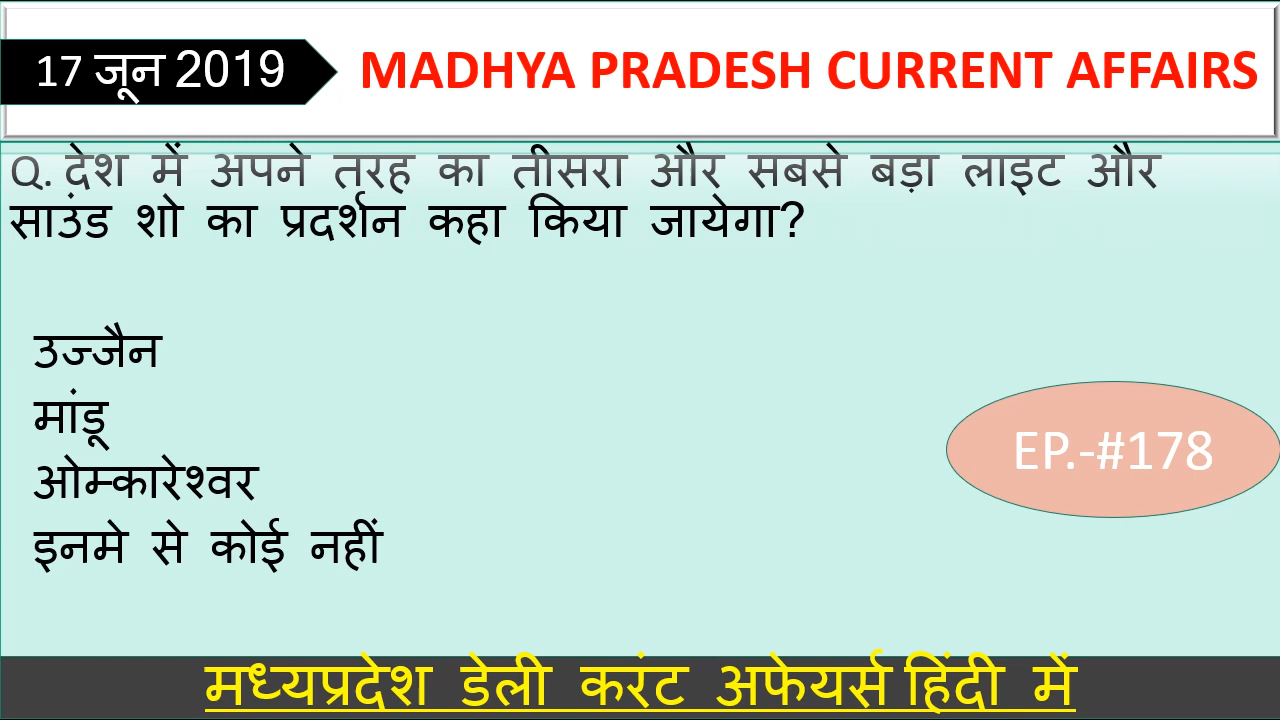 17 जून 2019
MADHYA PRADESH CURRENT AFFAIRS
Q. देश में अपने तरह का तीसरा और सबसे बड़ा लाइट और
साउंड शो का प्रदर्शन कहा किया जायेगा?
उज्जैन
मांडू
ओम्कारेश्वर
इनमे से कोई नहीं
EP.-#178
मध्यप्रदेश डेली करंट अफेयर्स हिंदी में